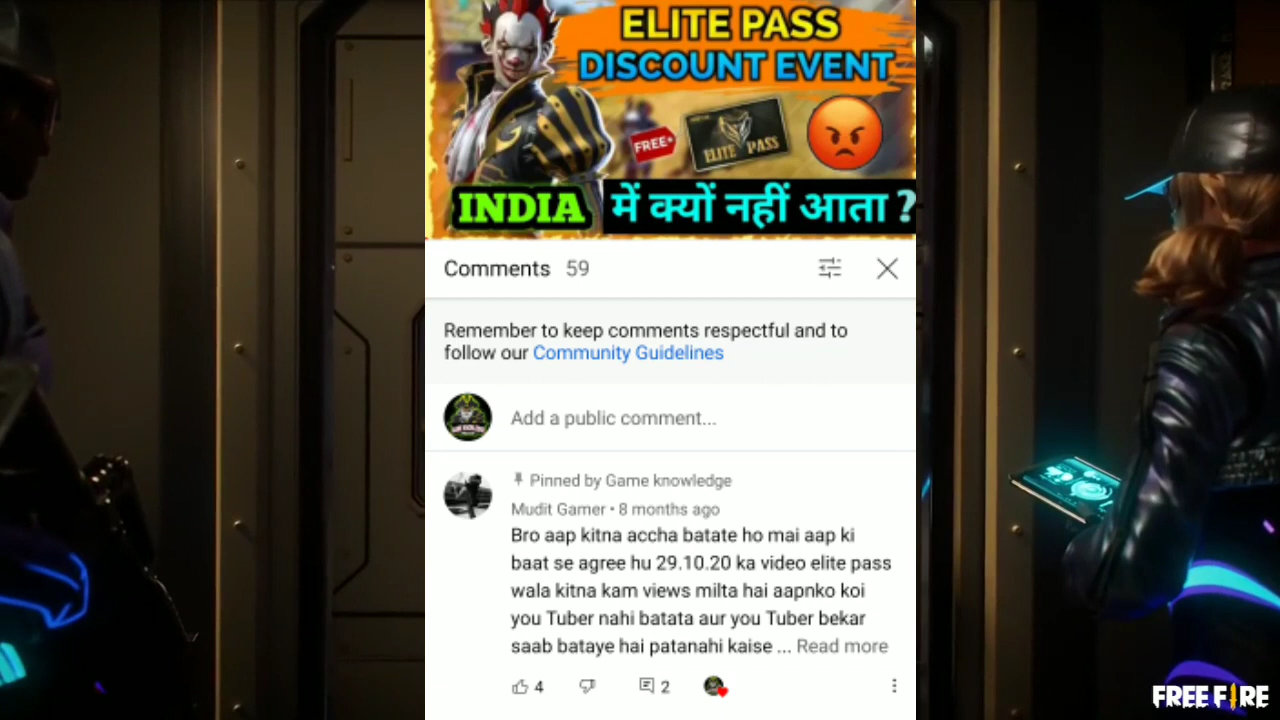 ELITE PASS
DISCOUNT EVENT
FREE+
ELITE PASS
INDIA में क्यों नहीं आता ?
Comments 59
Remember to keep comments respectful and to
follow our Community Guidelines
Add a public comment...
Pinned by Game knowledge
Mudit Gamer • 8 months ago
Bro aap kitna accha batate ho mai aap ki
baat se agree hu 29.10.20 ka video elite pass
wala kitna kam views milta hai aapnko koi
you Tuber nahi batata aur you Tuber bekar
saab bataye hai patanahi kaise ... Read more
4 2
FREE FIRE